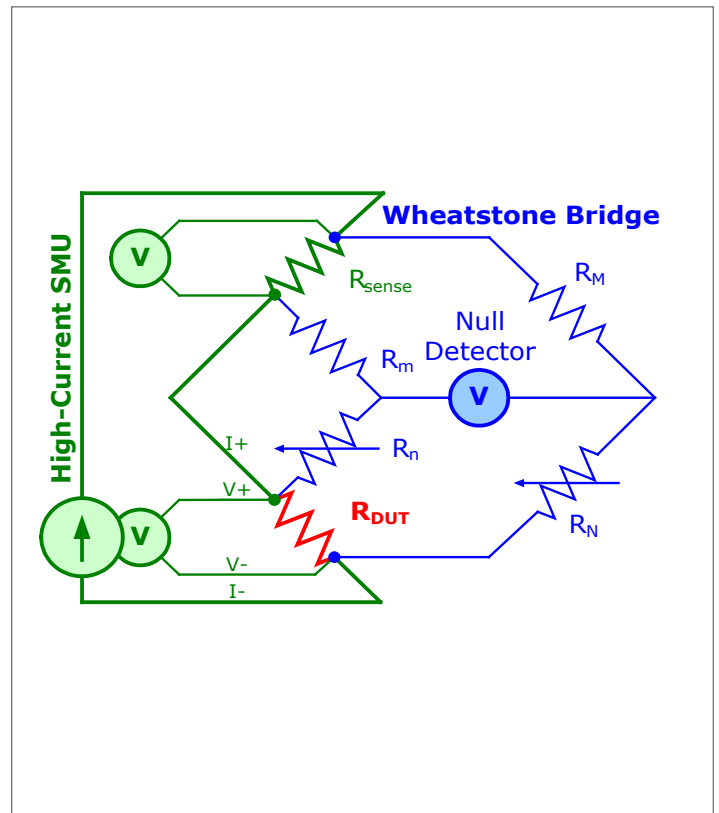 Wheatstone Bridge
High-Current SMU
V
Rsense
RM
Null
Detector
Rm
V
I+
Rn
V+
RDUT
RN
V
V-
I-